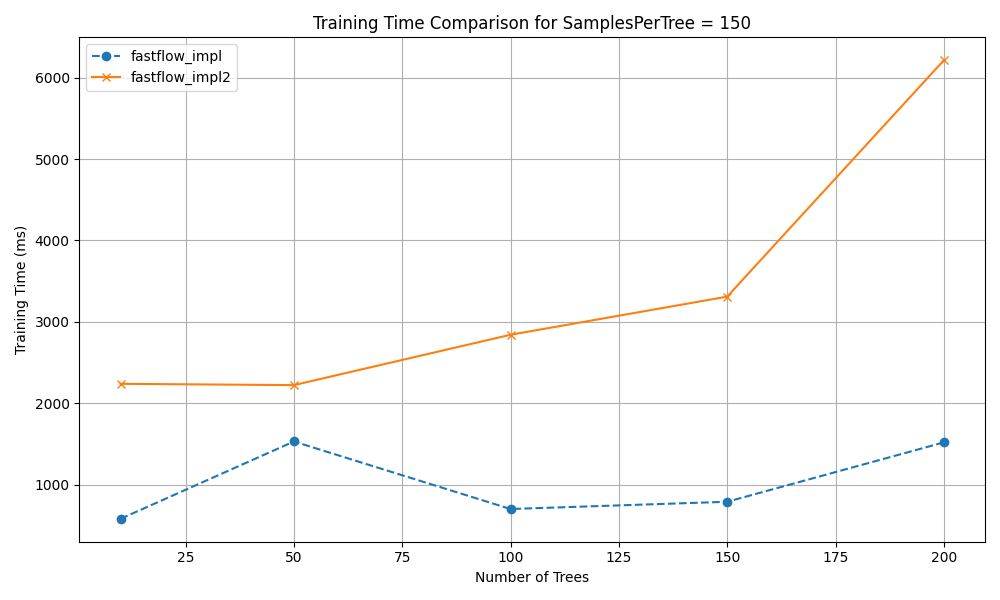 Training Time Comparison for SamplesPerTree = 150
fastflow_impl
fastflow_impl2
6000
5000
4000
3000
2000
1000
Training Time (ms)
25 50 75 100 125 150 175 200
Number of Trees